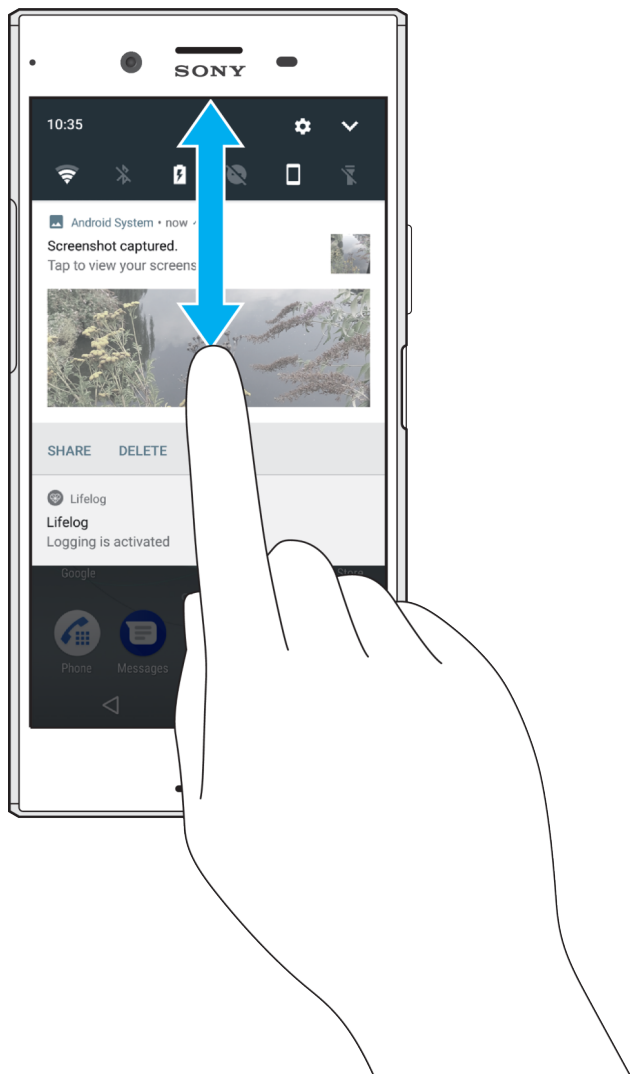 SONY
10:35
Android System • now
Screenshot captured.
Tap to view your screens
SHARE DELETE
Lifelog
Lifelog
Logging is activated
Google Store
Phone Messages